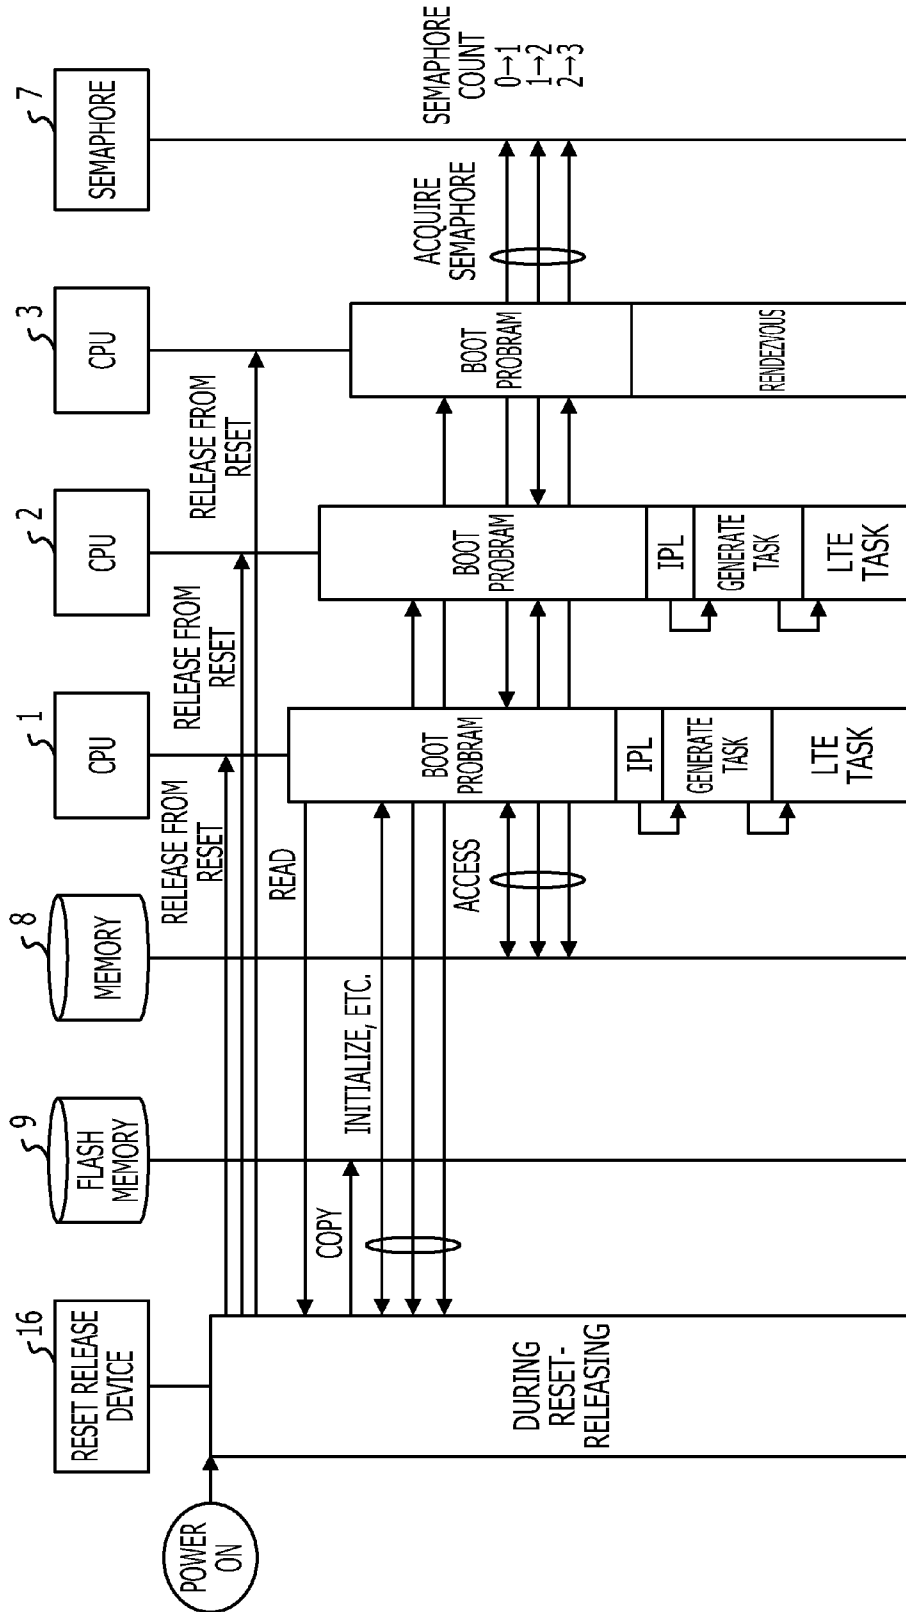 POWER
ON
16
RESET RELEASE
DEVICE
9
FLASH
MEMORY
8
MEMORY
1
CPU
2
CPU
3
CPU
7
SEMAPHORE
RELEASE FROM
RESET
RELEASE FROM
RESET
RELEASE FROM
RESET
READ
COPY
INITIALIZE, ETC.
ACCESS
ACQUIRE
SEMAPHORE
SEMAPHORE
COUNT
0→1
1→2
2→3
DURING
RESET-
RELEASING
BOOT
PROBRAM
IPL
GENERATE
TASK
LTE
TASK
BOOT
PROBRAM
IPL
GENERATE
TASK
LTE
TASK
BOOT
PROBRAM
RENDEZVOUS